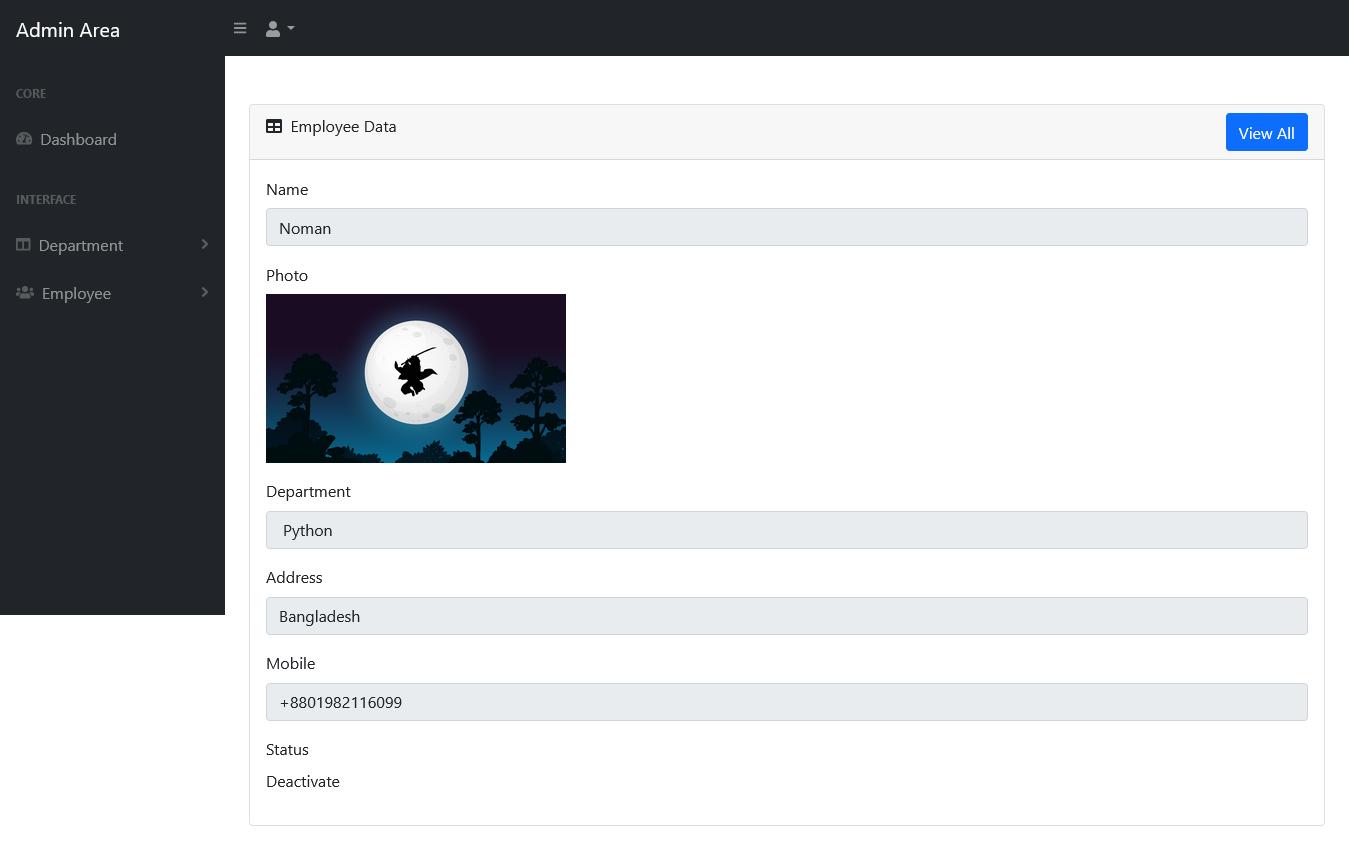 Admin Area
CORE
Dashboard
INTERFACE
Department
Employee
Employee Data
View All
Name
Noman
Photo
Department
Python
Address
Bangladesh
Mobile
+8801982116099
Status
Deactivate